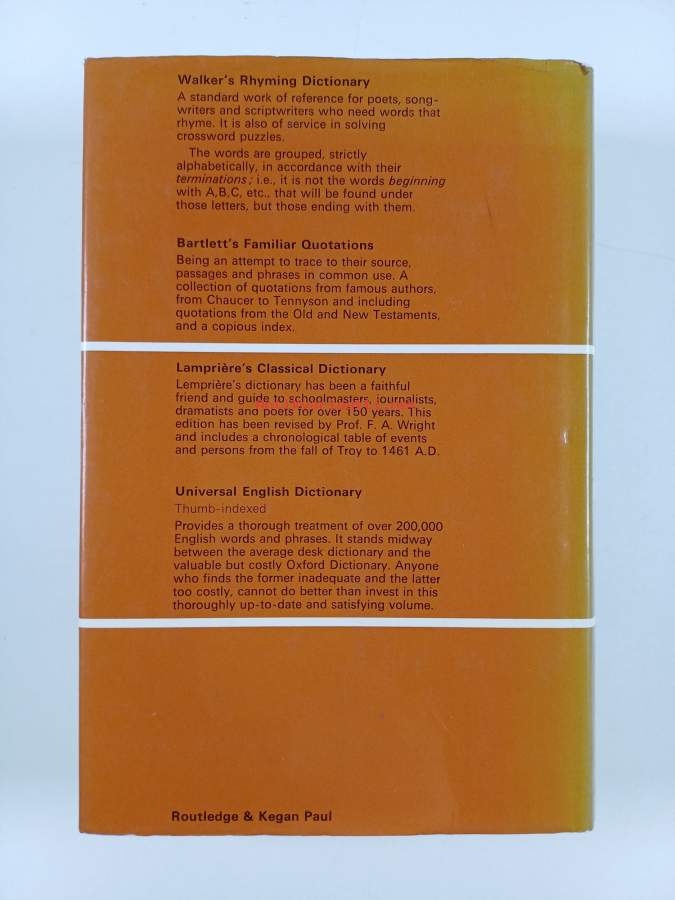 Walker's Rhyming Dictionary
A standard work of reference for poets, song-
writers and scriptwriters who need words that
rhyme. It is also of service in solving
crossword puzzles.
The words are grouped, strictly
alphabetically, in accordance with their
terminations; i.e., it is not the words beginning
with A,B,C, etc., that will be found under
those letters, but those ending with them.
Bartlett's Familiar Quotations
Being an attempt to trace to their source,
passages and phrases in common use. A
collection of quotations from famous authors,
from Chaucer to Tennyson and including
quotations from the Old and New Testaments,
and a copious index.
Lamprière's Classical Dictionary
Lemprière's dictionary has been a faithful
friend and guide to schoolmasters, journalists,
dramatists and poets for over 150 years. This
edition has been revised by Prof. F. A. Wright
and includes a chronological table of events
and persons from the fall of Troy to 1461 A.D.
Universal English Dictionary
Thumb-indexed
Provides a thorough treatment of over 200,000
English words and phrases. It stands midway
between the average desk dictionary and the
valuable but costly Oxford Dictionary. Anyone
who finds the former inadequate and the latter
too costly, cannot do better than invest in this
thoroughly up-to-date and satisfying volume.
Routledge & Kegan Paul